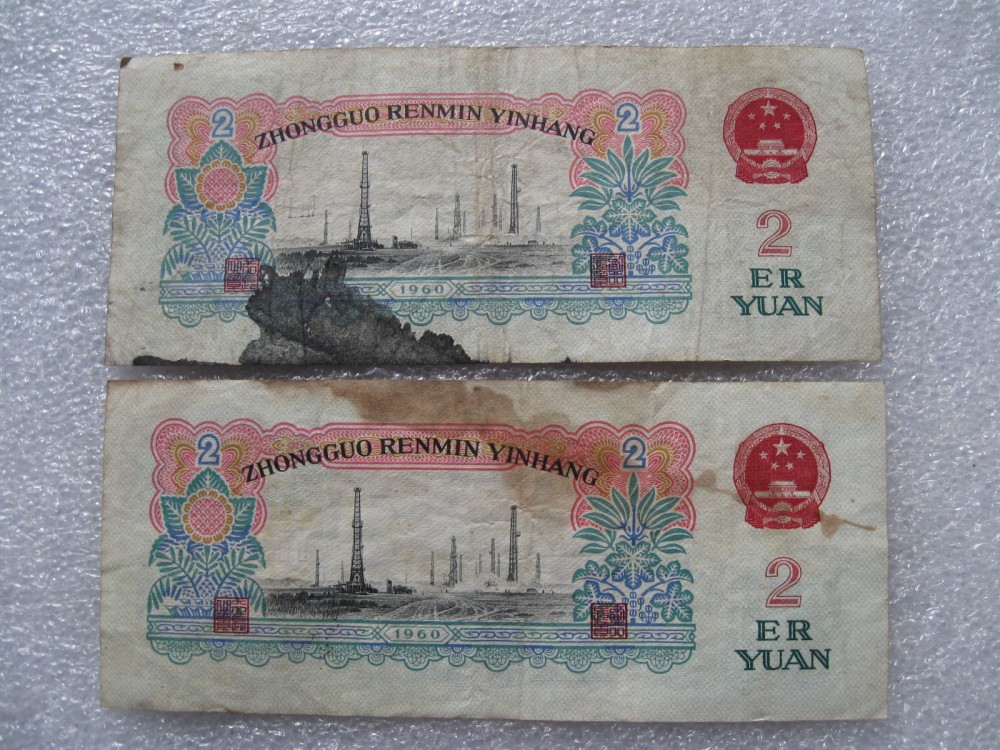 2 2
ZHONGGUO RENMIN YINHANG
1960
2
ER
YUAN
2 2
ZHONGGUO RENMIN YINHANG
1960
2
ER
YUAN